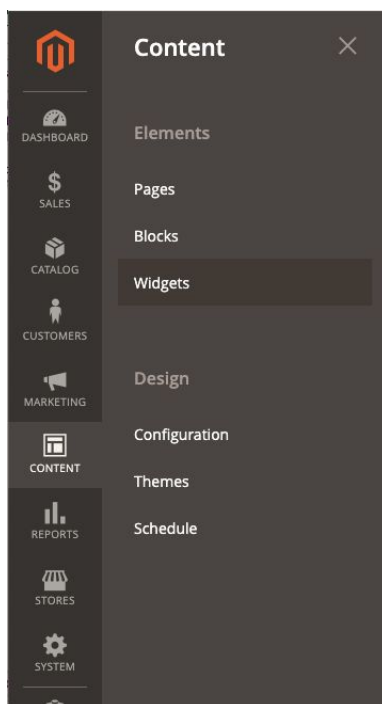 Content
DASHBOARD
SALES
CATALOG
CUSTOMERS
MARKETING
CONTENT
REPORTS
STORES
SYSTEM
Elements
Pages
Blocks
Widgets
Design
Configuration
Themes
Schedule